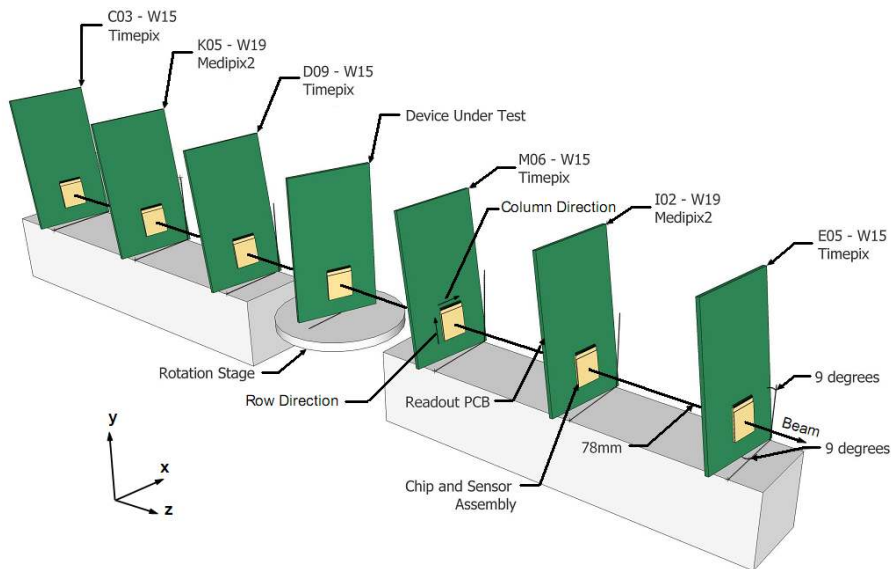 C03 - W15
Timepix
K05 - W19
Medipix2
D09 - W15
Timepix
Device Under Test
M06 - W15
Timepix
Column Direction
I02 - W19
Medipix2
E05 - W15
Timepix
Rotation Stage
Row Direction
Readout PCB
9 degrees
Beam
78mm
9 degrees
Chip and Sensor
Assembly
y
x
z